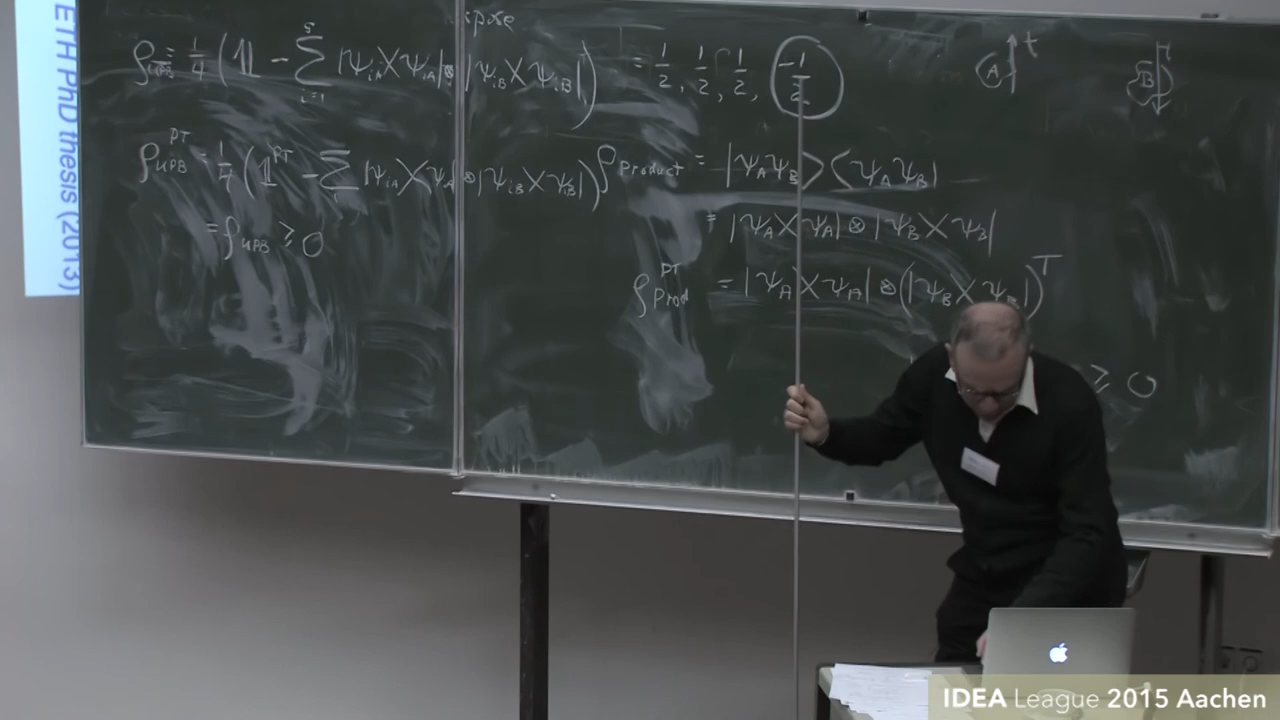 ETH PhD thesis (2013)
spose
ρ_UPB ≡ 1/4 (𝟙 − Σ_{i=1}^{5} |ψ_iA⟩⟨ψ_iA| ⊗ |ψ_iB⟩⟨ψ_iB|)
= 1/2, 1/2, 1/2, −1/2
A t
B t
ρ_UPB^PT = 1/4 (𝟙^PT − Σ |ψ_iA⟩⟨ψ_iA| ⊗ |ψ_iB⟩⟨ψ_iB|)
= ρ_UPB ≥ 0
ρ_Product = |ψ_A ψ_B⟩⟨ψ_A ψ_B|
= |ψ_A⟩⟨ψ_A| ⊗ |ψ_B⟩⟨ψ_B|
ρ_Prod^PT = |ψ_A⟩⟨ψ_A| ⊗ (|ψ_B⟩⟨ψ_B|)^T
≥ 0
IDEA League 2015 Aachen